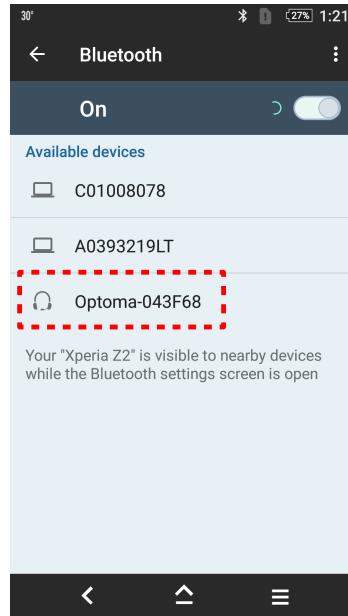 30°
27% 1:21
Bluetooth
On
Available devices
C01008078
A0393219LT
Optoma-043F68
Your "Xperia Z2" is visible to nearby devices
while the Bluetooth settings screen is open